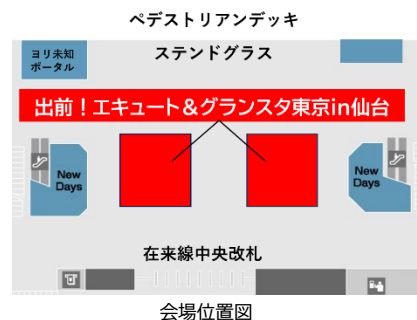 ペデストリアンデッキ
ヨリ未知
ポータル
ステンドグラス
出前！エキュート＆グランスタ東京in仙台
New
Days
New
Days
在来線中央改札
会場位置図